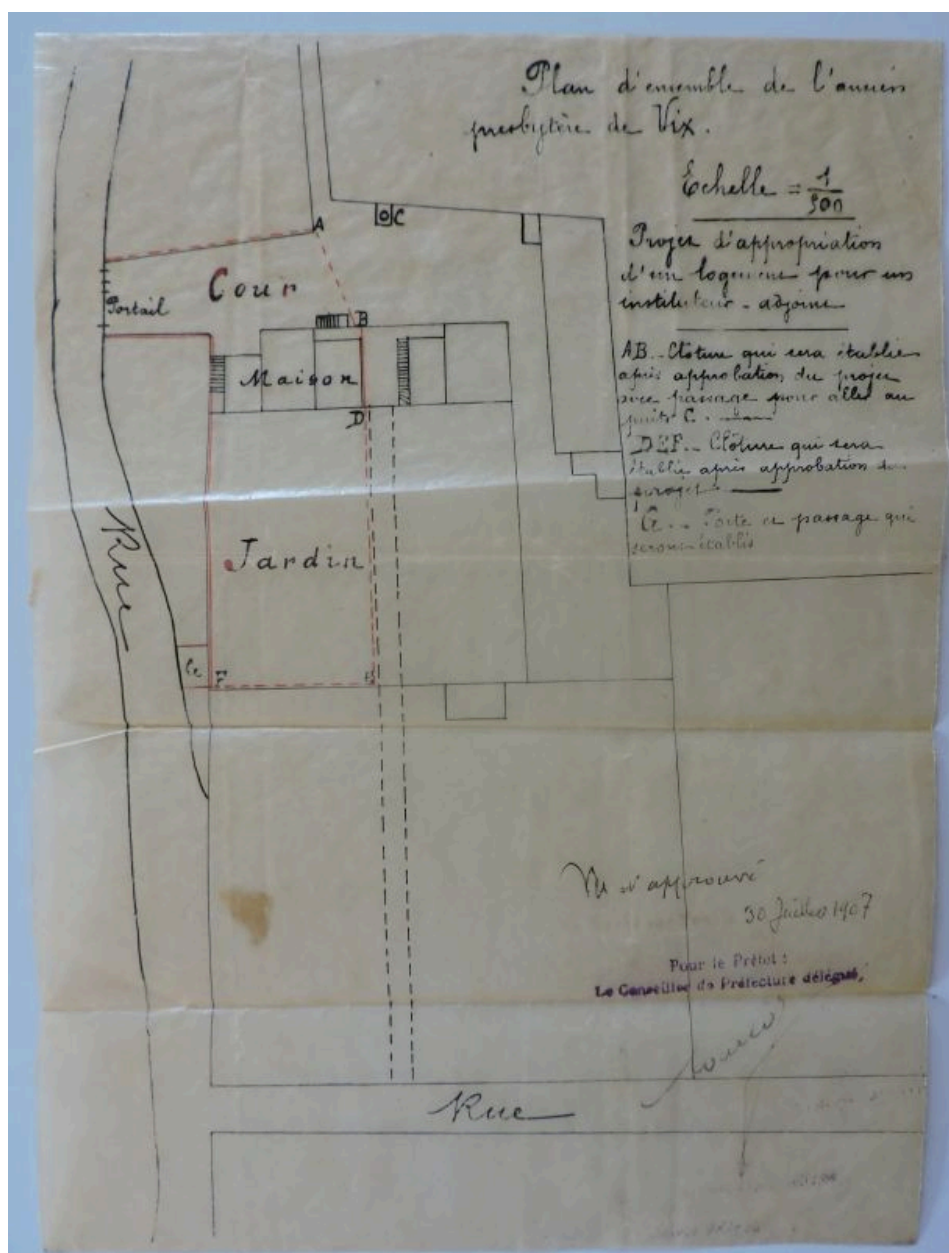 Plan d'ensemble de l'ancien
presbytère de Vix.
Echelle = 1/500
Projet d'appropriation
d'un logement pour un
instituteur-adjoint
AB.. Clôture qui sera établie
après approbation du projet
avec passage pour aller au
puits C.
DEF.. Clôture qui sera
établie après approbation du
projet.
G.. Porte et passage qui
seront établis
A
C
Cour
Portail
B
Maison
D
Rue
Jardin
G
F
E
Vu et approuvé
30 Juillet 1907
Pour le Préfet :
Le Conseiller de Préfecture délégué,
Rue